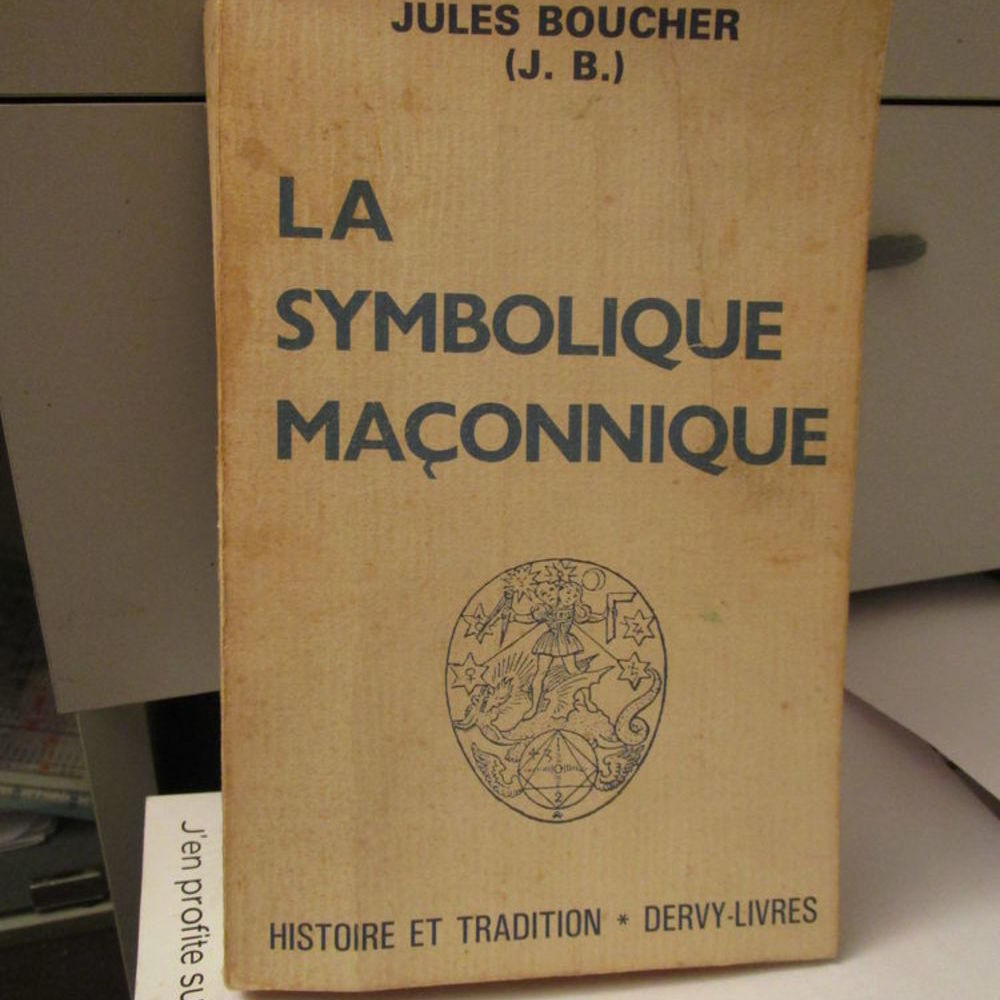 JULES BOUCHER
(J. B.)
LA
SYMBOLIQUE
MAÇONNIQUE
HISTOIRE ET TRADITION * DERVY-LIVRES
J'en profite